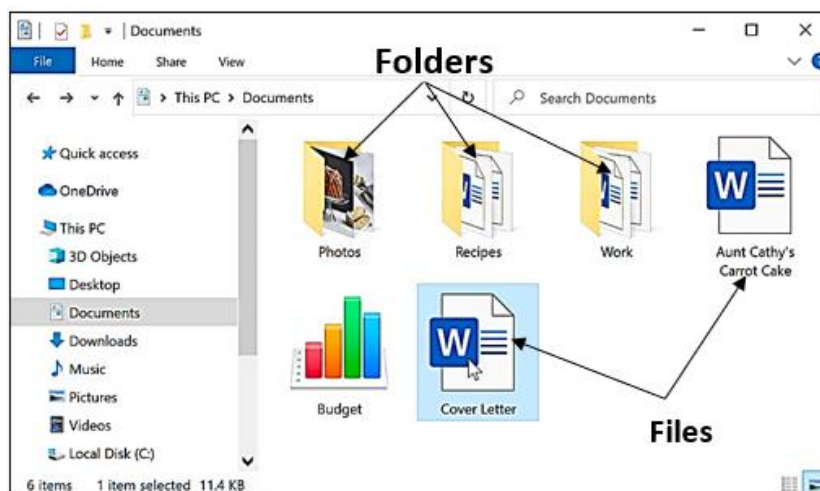 Documents
File Home Share View
Folders
This PC > Documents
Search Documents
Quick access
OneDrive
This PC
3D Objects
Desktop
Documents
Downloads
Music
Pictures
Videos
Local Disk (C:)
Photos
Recipes
Work
Aunt Cathy's
Carrot Cake
W
Budget
W
Cover Letter
Files
6 items 1 item selected 11.4 KB